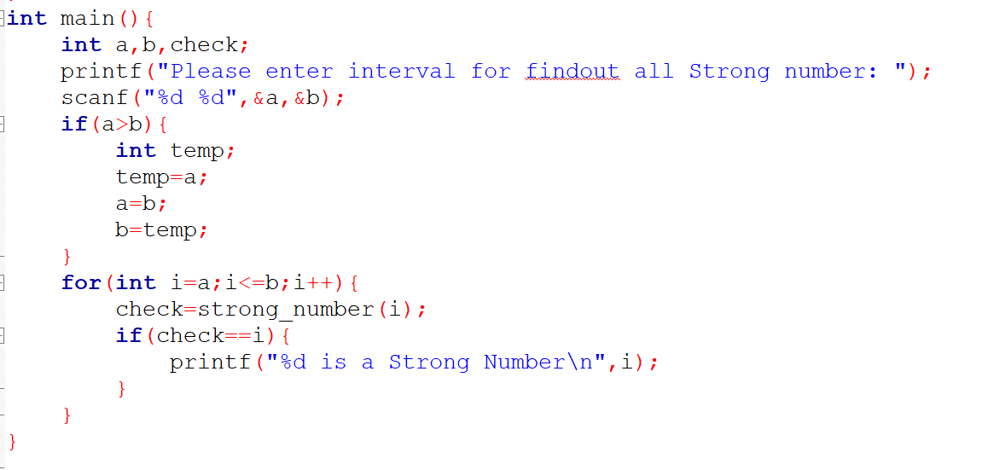 int main(){
    int a,b,check;
    printf("Please enter interval for findout all Strong number: ");
    scanf("%d %d",&a,&b);
    if(a>b){
        int temp;
        temp=a;
        a=b;
        b=temp;
    }
    for(int i=a;i<=b;i++){
        check=strong_number(i);
        if(check==i){
            printf("%d is a Strong Number\n",i);
        }
    }
}